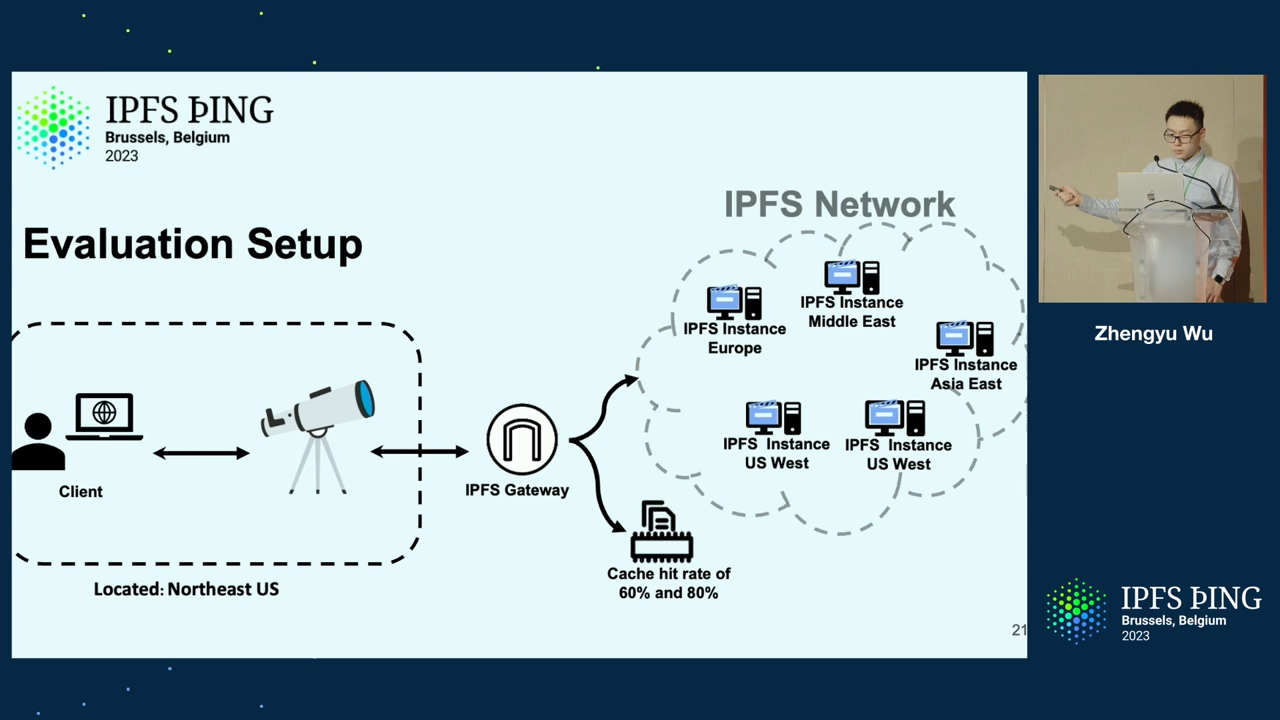 IPFS ÞING
Brussels, Belgium
2023
Evaluation Setup
IPFS Network
IPFS Instance
Europe
IPFS Instance
Middle East
IPFS Instance
Asia East
IPFS Instance
US West
IPFS Instance
US West
Client
IPFS Gateway
Located: Northeast US
Cache hit rate of
60% and 80%
21
Zhengyu Wu
IPFS ÞING
Brussels, Belgium
2023